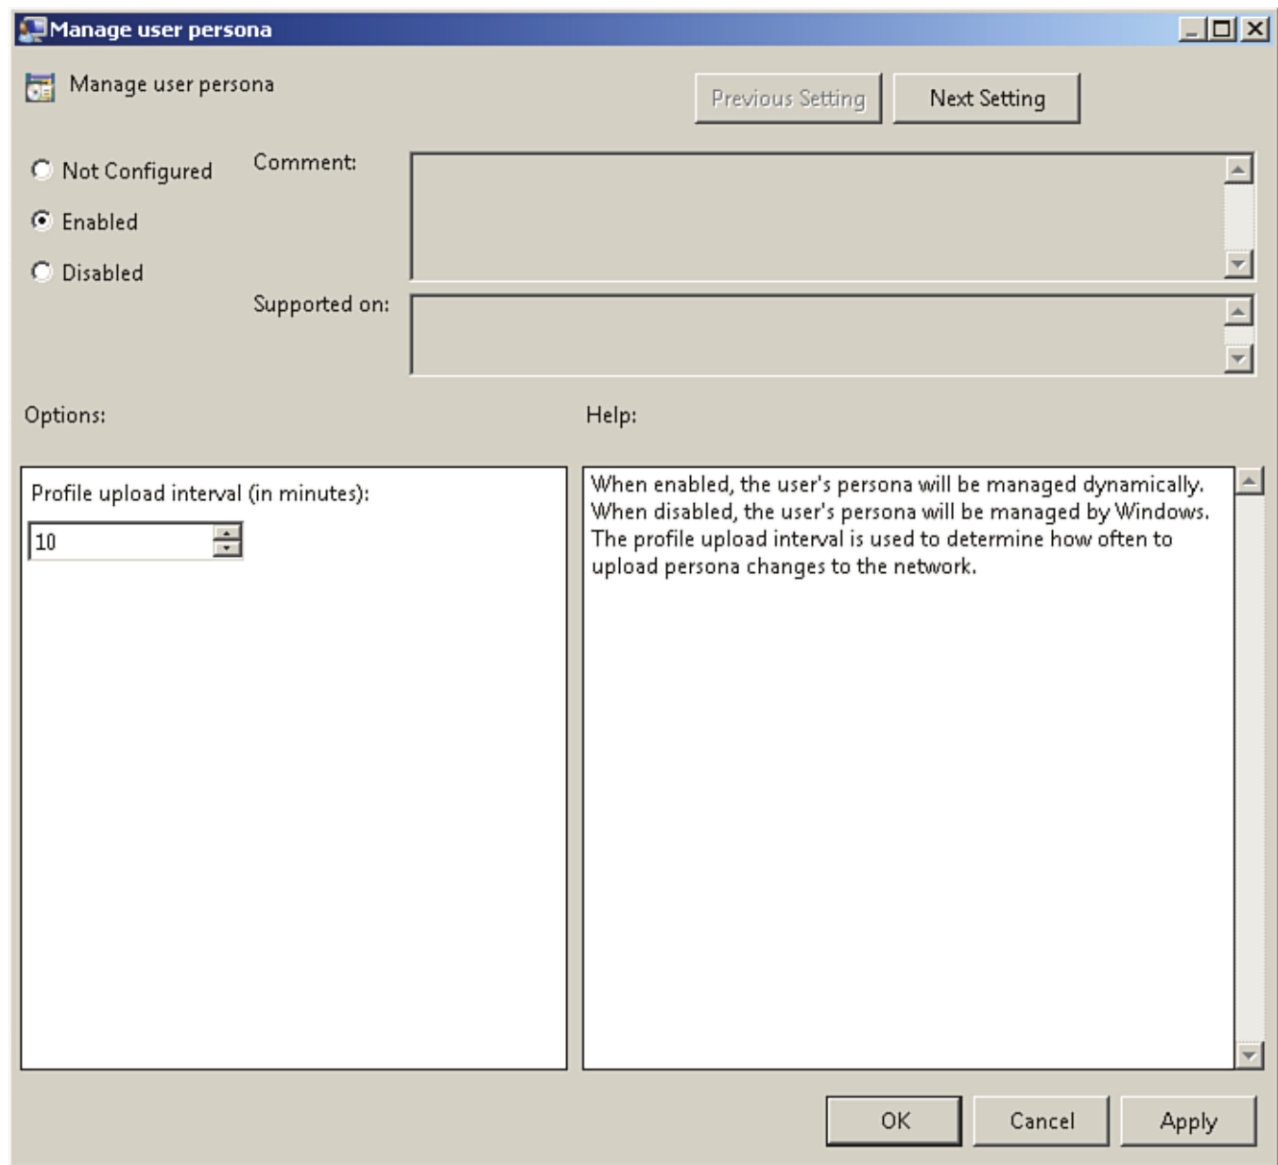 Manage user persona
Manage user persona
Previous Setting
Next Setting
Not Configured
Comment:
Enabled
Disabled
Supported on:
Options:
Help:
Profile upload interval (in minutes):
10
When enabled, the user's persona will be managed dynamically.
When disabled, the user's persona will be managed by Windows.
The profile upload interval is used to determine how often to
upload persona changes to the network.
OK
Cancel
Apply